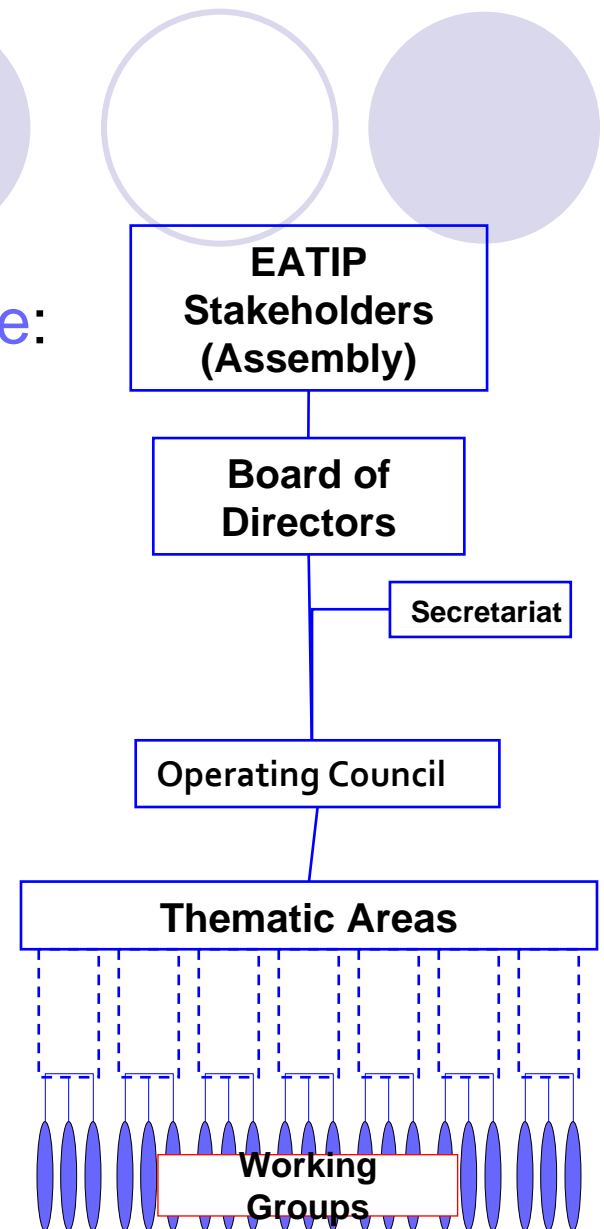 e:
EATIP
Stakeholders
(Assembly)
Board of
Directors
Secretariat
Operating Council
Thematic Areas
Working
Groups